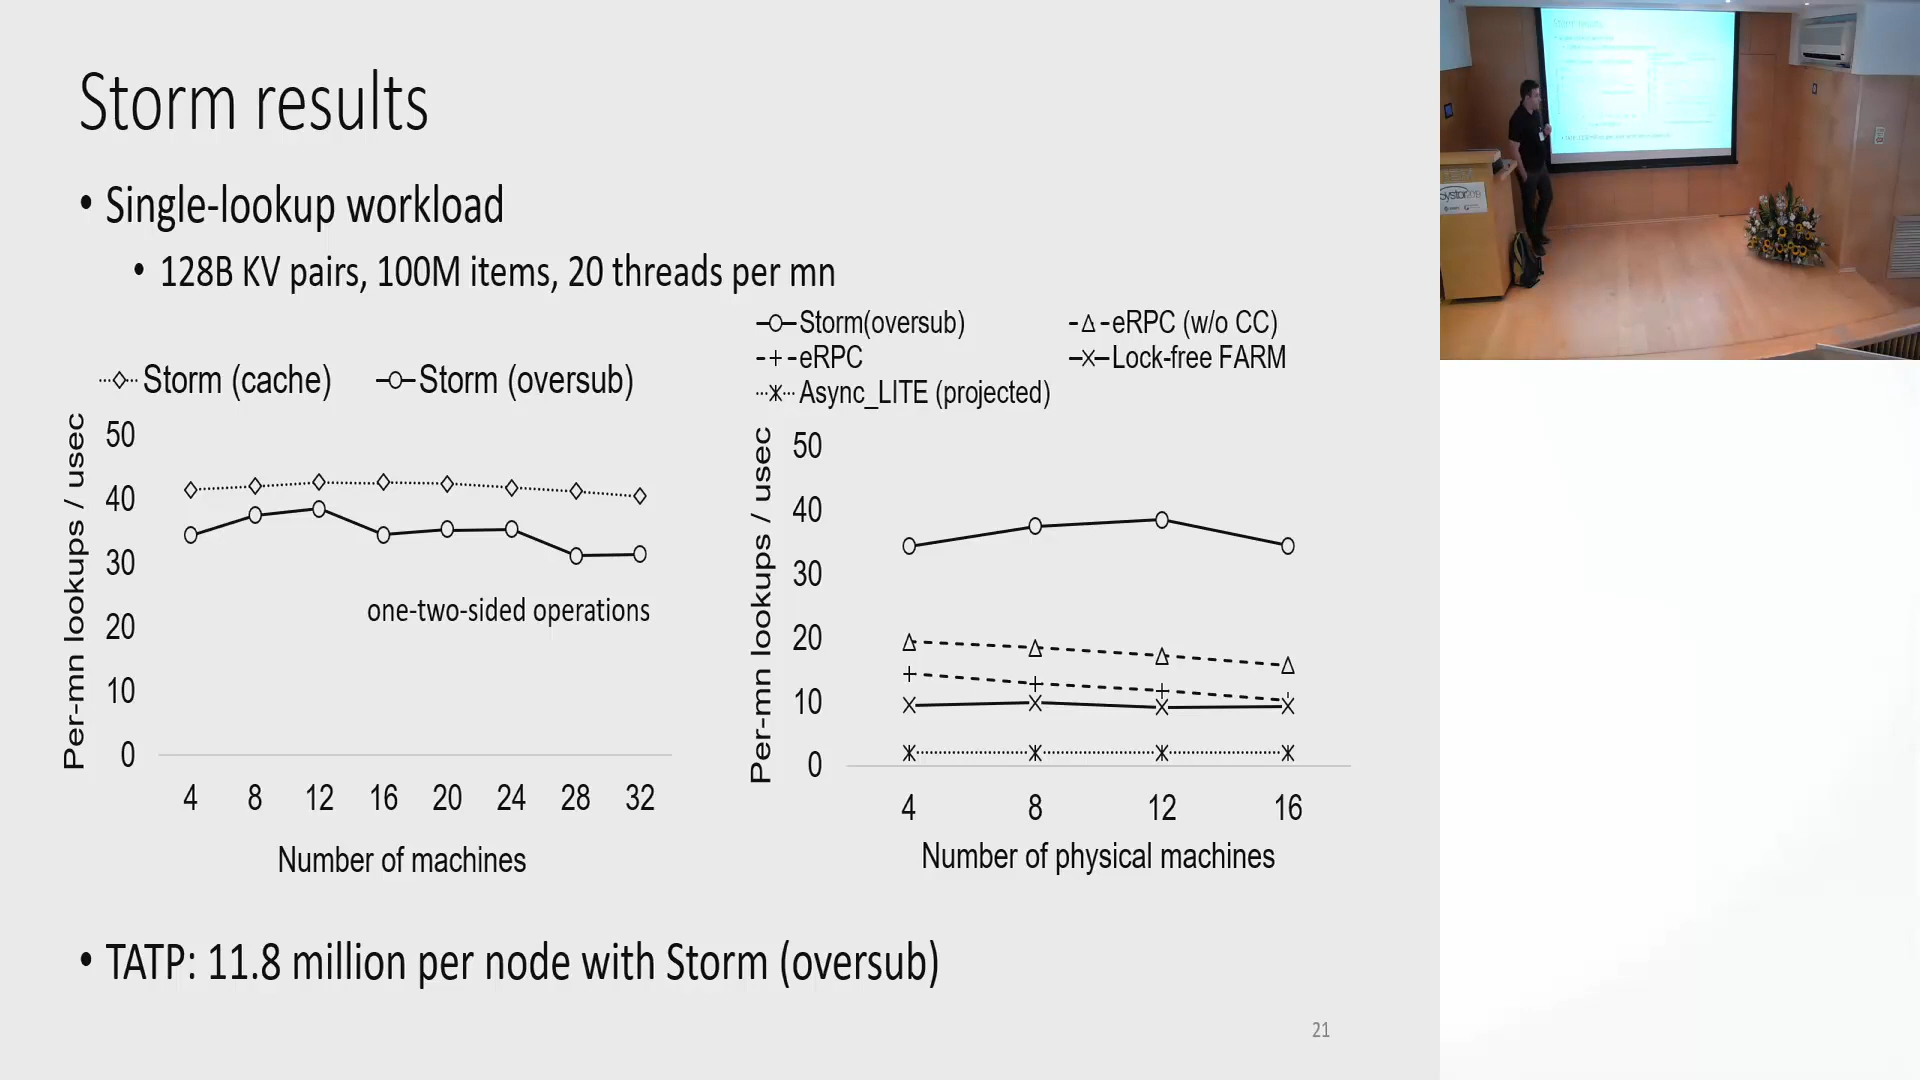 Storm results
• Single-lookup workload
• 128B KV pairs, 100M items, 20 threads per mn
Storm (cache) Storm (oversub)
Per-mn lookups / usec
50
40
30
20
10
0
one-two-sided operations
4 8 12 16 20 24 28 32
Number of machines
Storm(oversub) eRPC (w/o CC)
eRPC Lock-free FARM
Async_LITE (projected)
Per-mn lookups / usec
50
40
30
20
10
0
4 8 12 16
Number of physical machines
• TATP: 11.8 million per node with Storm (oversub)
21
systor